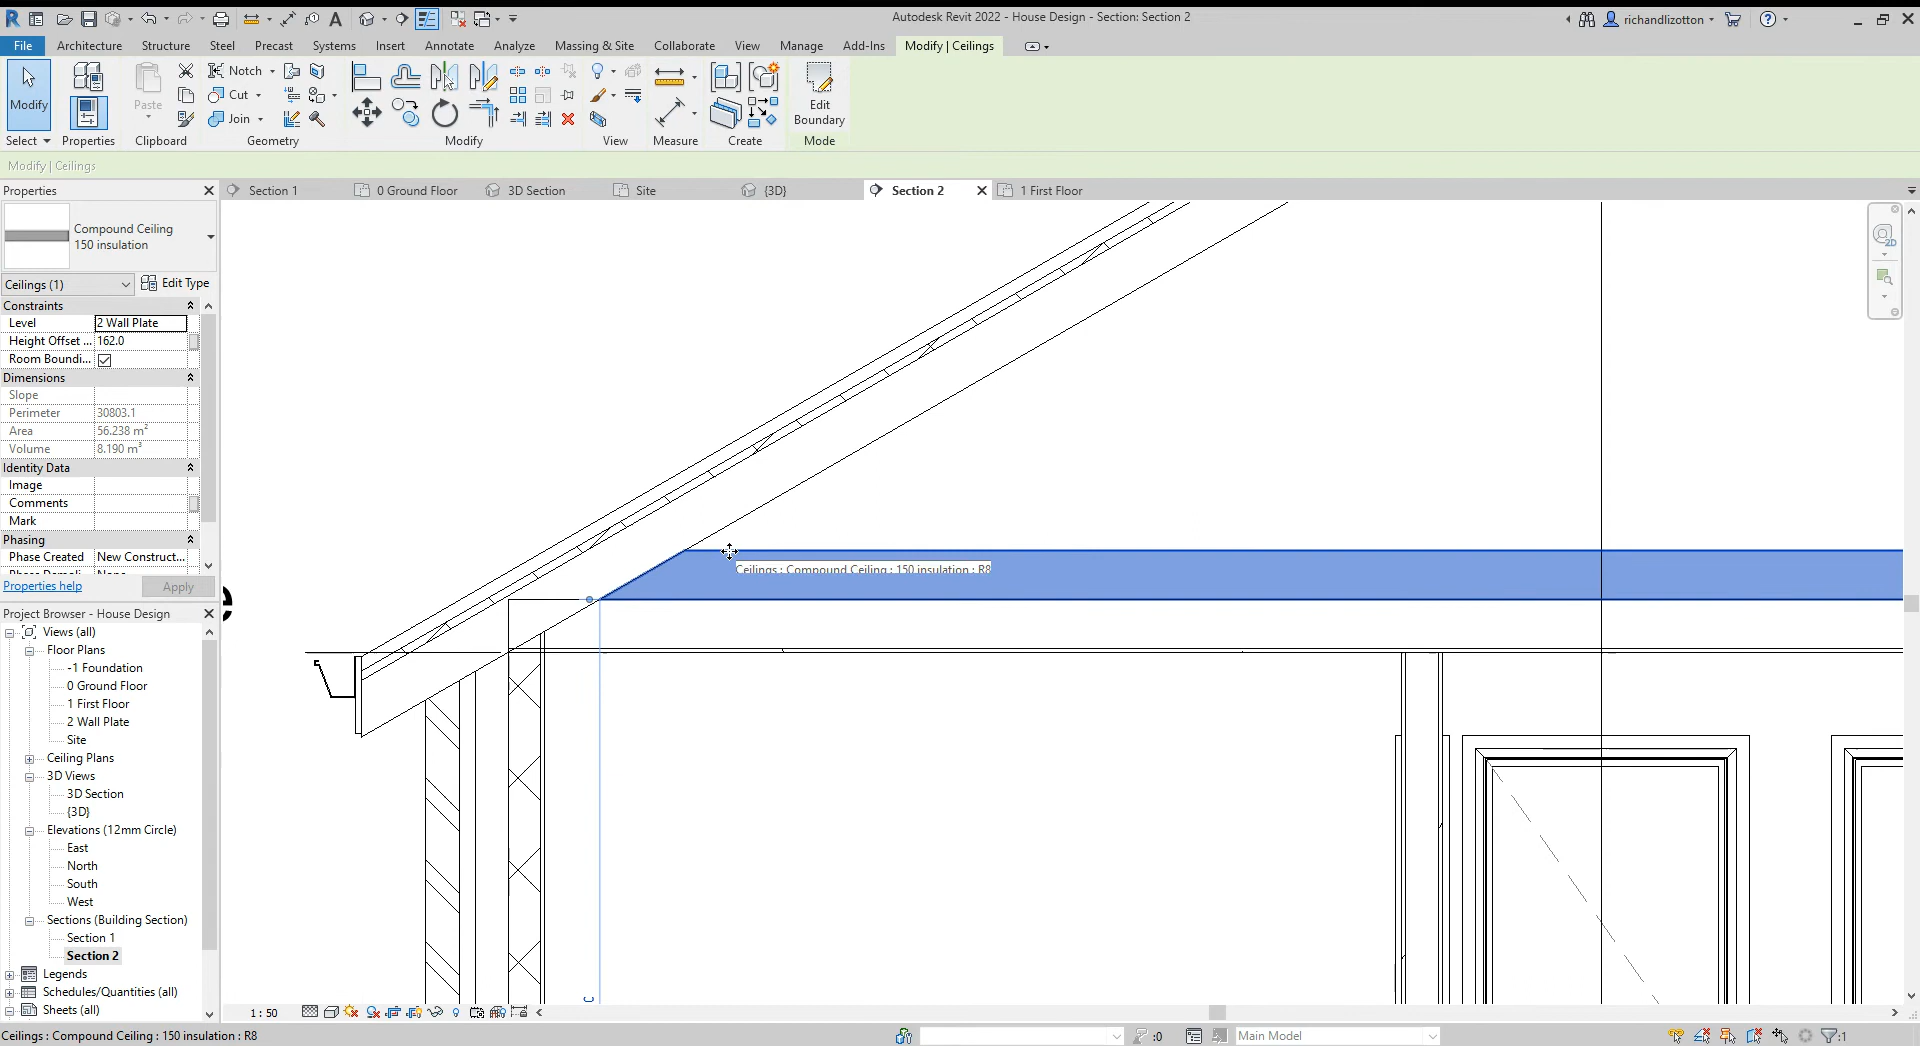 Autodesk Revit 2022 - House Design - Section: Section 2
richandlizotton
File
Architecture
Structure
Steel
Precast
Systems
Insert
Annotate
Analyze
Massing & Site
Collaborate
View
Manage
Add-Ins
Modify | Ceilings
Modify
Paste
Notch
Cut
Join
Edit
Boundary
Select
Properties
Clipboard
Geometry
Modify
View
Measure
Create
Mode
Modify | Ceilings
Properties
Section 1
0 Ground Floor
3D Section
Site
{3D}
Section 2
1 First Floor
Compound Ceiling
150 insulation
Ceilings (1)
Edit Type
Constraints
Level
2 Wall Plate
Height Offset ...
162.0
Room Boundi...
Dimensions
Slope
Perimeter
30803.1
Area
56.238 m²
Volume
8.190 m³
Identity Data
Image
Comments
Mark
Phasing
Phase Created
New Construct...
Properties help
Apply
Project Browser - House Design
Views (all)
Floor Plans
-1 Foundation
0 Ground Floor
1 First Floor
2 Wall Plate
Site
Ceiling Plans
3D Views
3D Section
{3D}
Elevations (12mm Circle)
East
North
South
West
Sections (Building Section)
Section 1
Section 2
Legends
Schedules/Quantities (all)
Sheets (all)
Ceilings : Compound Ceiling : 150 insulation : R8
e
2D
1 : 50
Ceilings : Compound Ceiling : 150 insulation : R8
:0
Main Model
:1